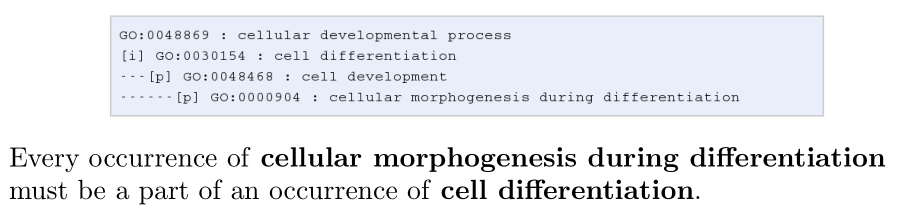 GO:0048869 : cellular developmental process
[i] GO:0030154 : cell differentiation
---[p] GO:0048468 : cell development
------[p] GO:0000904 : cellular morphogenesis during differentiation
Every occurrence of cellular morphogenesis during differentiation
must be a part of an occurrence of cell differentiation.